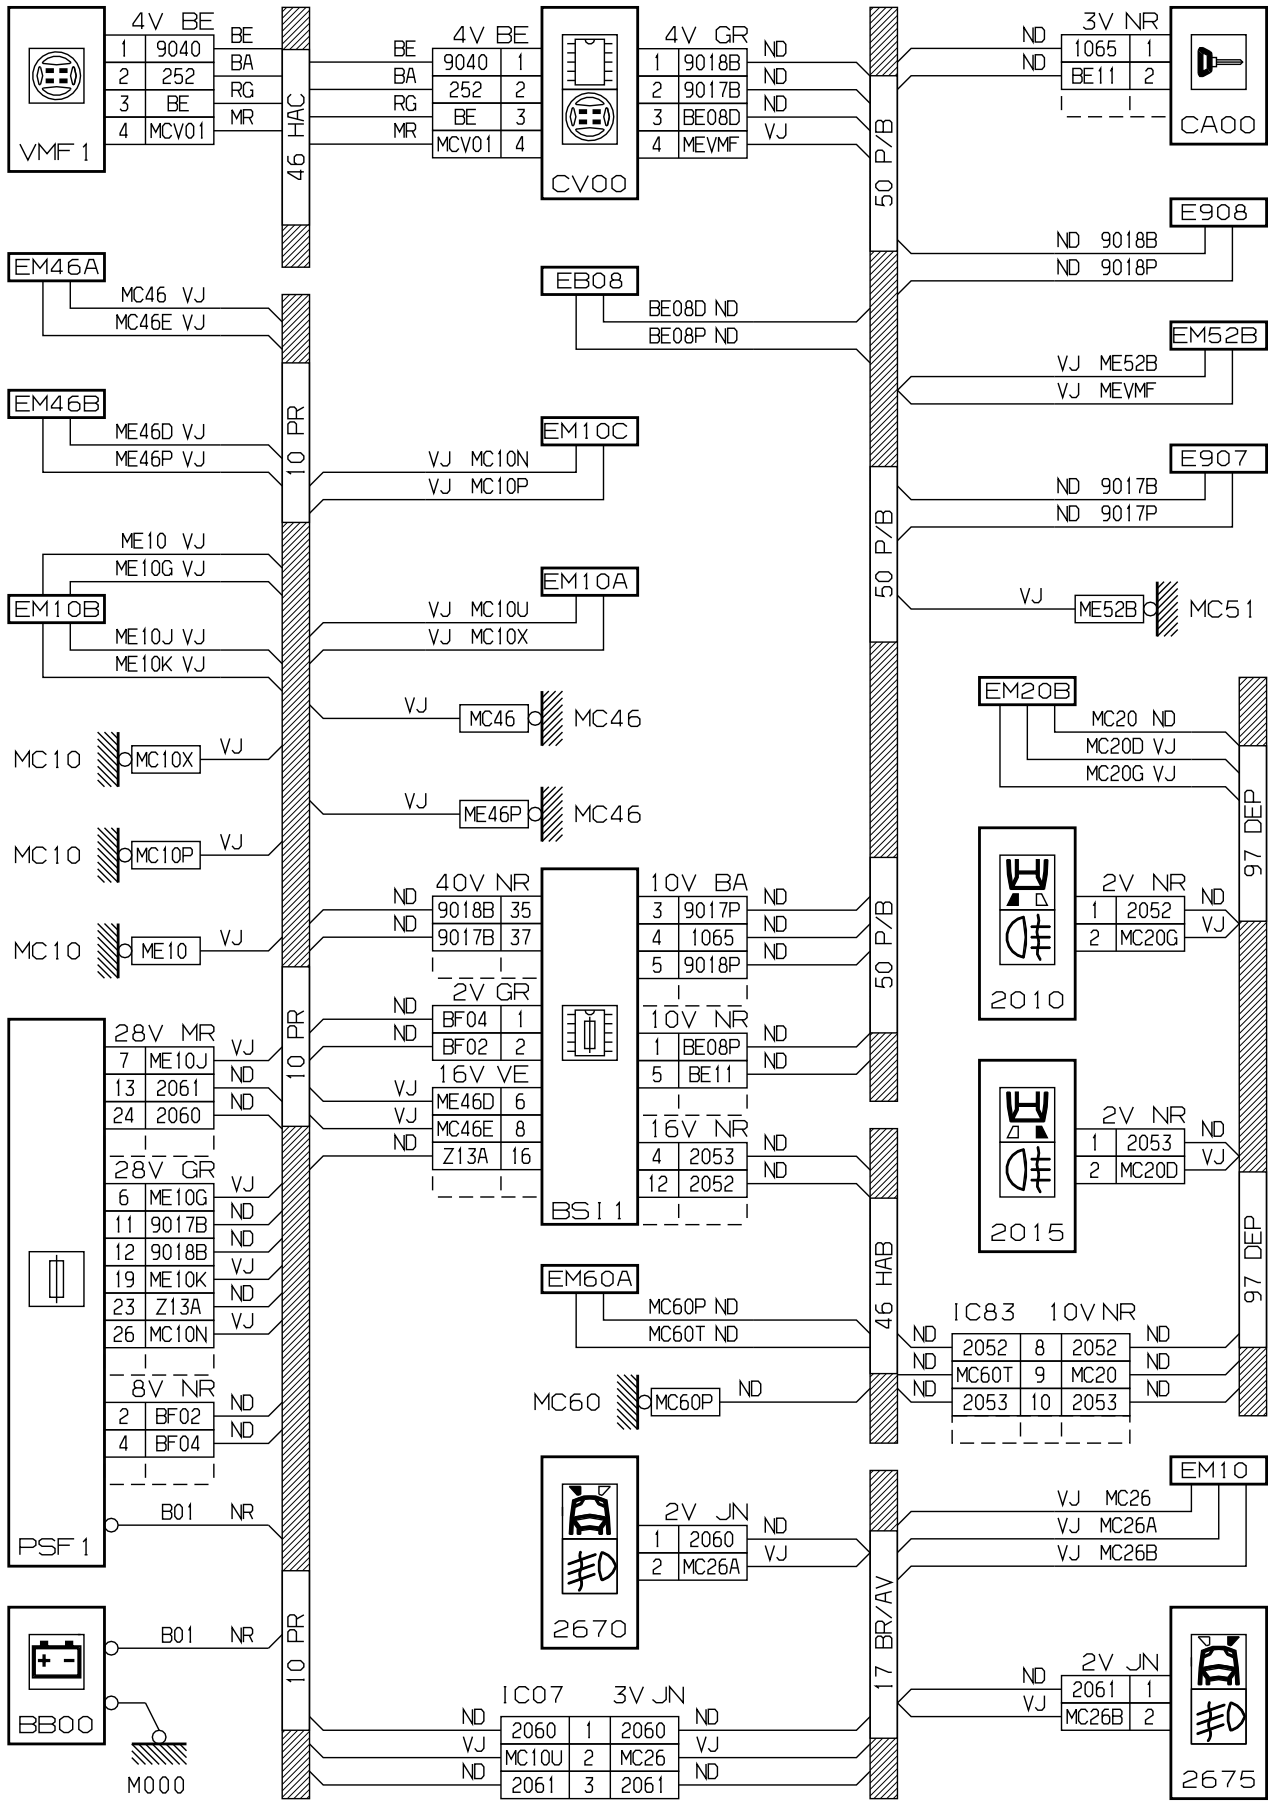 4V BE
1 9040 BE
2 252 BA
3 BE RG
4 MCV01 MR
VMF1
46 HAC
4V BE
BE 9040 1
BA 252 2
RG BE 3
MR MCV01 4
CV00
4V GR
1 9018B ND
2 9017B ND
3 BE08D ND
4 MEVMF VJ
50 P/B
3V NR
ND 1065 1
ND BE11 2
CA00
E908
ND 9018B
ND 9018P
EM46A
MC46 VJ
MC46E VJ
EB08
BE08D ND
BE08P ND
EM52B
VJ ME52B
VJ MEVMF
EM46B
ME46D VJ
ME46P VJ
10 PR
EM10C
VJ MC10N
VJ MC10P
E907
ND 9017B
ND 9017P
50 P/B
ME10 VJ
ME10G VJ
EM10B
ME10J VJ
ME10K VJ
EM10A
VJ MC10U
VJ MC10X
VJ ME52B MC51
EM20B
MC20 ND
MC20D VJ
MC20G VJ
97 DEP
VJ MC46 MC46
MC10 MC10X VJ
VJ ME46P MC46
MC10 MC10P VJ
MC10 ME10 VJ
40V NR
ND 9018B 35
ND 9017B 37
2V GR
ND BF04 1
ND BF02 2
16V VE
VJ ME46D 6
VJ MC46E 8
ND Z13A 16
BSI1
10V BA
3 9017P ND
4 1065 ND
5 9018P ND
10V NR
1 BE08P ND
5 BE11 ND
16V NR
4 2053 ND
12 2052 ND
50 P/B
2V NR
1 2052 ND
2 MC20G VJ
2010
2V NR
1 2053 ND
2 MC20D VJ
2015
97 DEP
10 PR
28V MR
7 ME10J VJ
13 2061 ND
24 2060 ND
28V GR
6 ME10G VJ
11 9017B ND
12 9018B ND
19 ME10K VJ
23 Z13A ND
26 MC10N VJ
8V NR
2 BF02 ND
4 BF04 ND
B01 NR
PSF1
EM60A
MC60P ND
MC60T ND
46 HAB
MC60 MC60P ND
IC83 10V NR
ND 2052 8 2052 ND
ND MC60T 9 MC20 ND
ND 2053 10 2053 ND
2V JN
1 2060 ND
2 MC26A VJ
2670
17 BR/AV
EM10
VJ MC26
VJ MC26A
VJ MC26B
B01 NR
+ -
BB00
M000
10 PR
2V JN
ND 2061 1
VJ MC26B 2
2675
IC07 3V JN
ND 2060 1 2060 ND
VJ MC10U 2 MC26 VJ
ND 2061 3 2061 ND